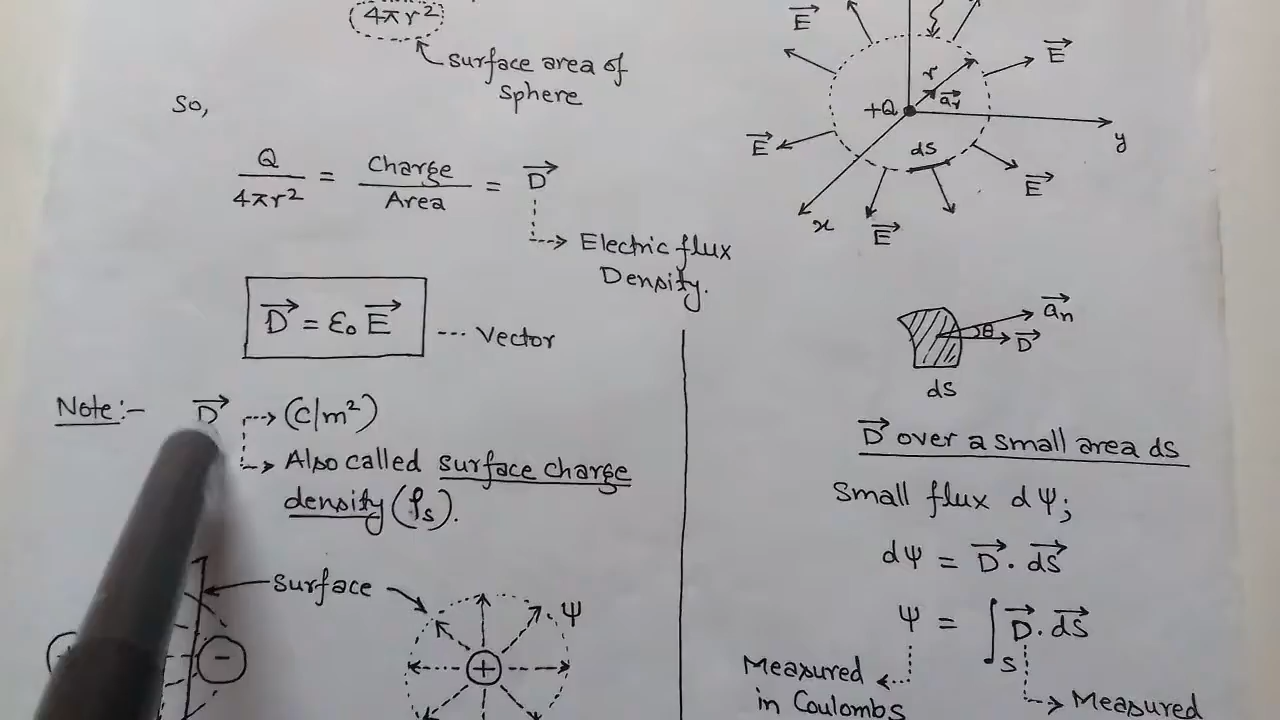 4πr²
surface area of
sphere
So,
Q / 4πr² = Charge / Area = D⃗
Electric flux
Density.
D⃗ = ε₀ E⃗ --- Vector
Note:- D⃗ --> (C/m²)
Also called surface charge
density (ρs).
Surface
+
-
+
Ψ
E⃗
E⃗
E⃗
E⃗
E⃗
r
a⃗r
+Q
dS
x
y
a⃗n
θ
D⃗
dS
D⃗ over a small area ds
Small flux dΨ;
dΨ = D⃗ . dS⃗
Ψ = ∫S D⃗ . dS⃗
Measured
in Coulombs
Measured